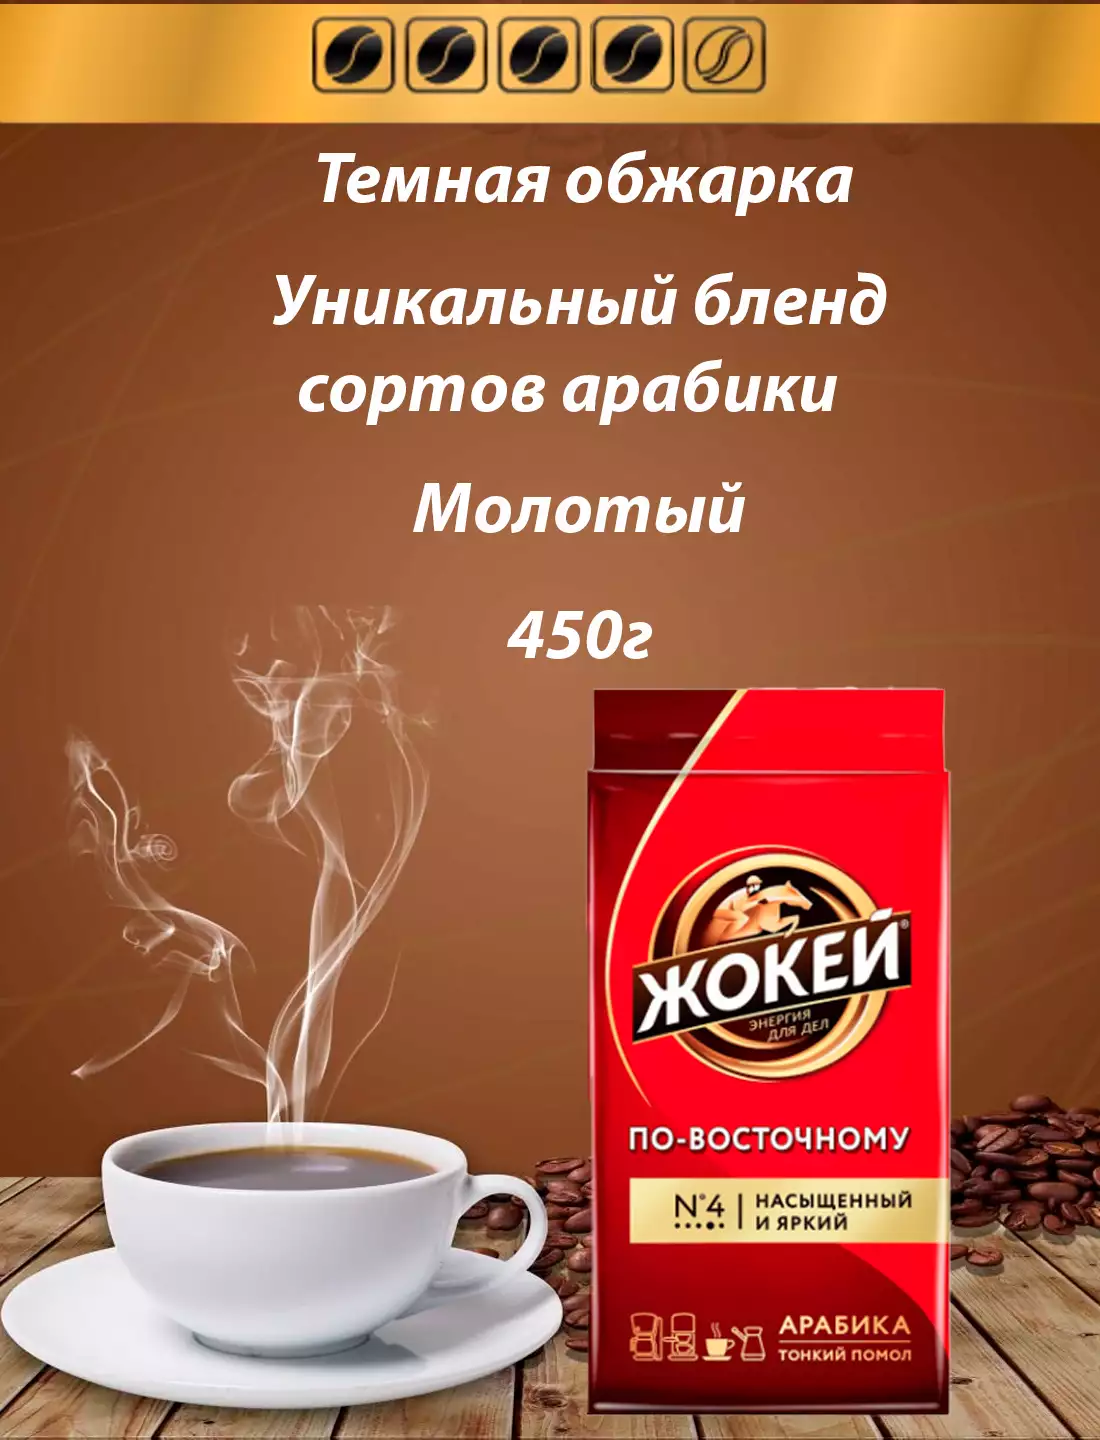 Темная обжарка
Уникальный бленд
сортов арабики
Молотый
450г
ЖОКЕЙ®
ЭНЕРГИЯ
ДЛЯ ДЕЛ
ПО-ВОСТОЧНОМУ
№4
НАСЫЩЕННЫЙ
И ЯРКИЙ
АРАБИКА
ТОНКИЙ ПОМОЛ